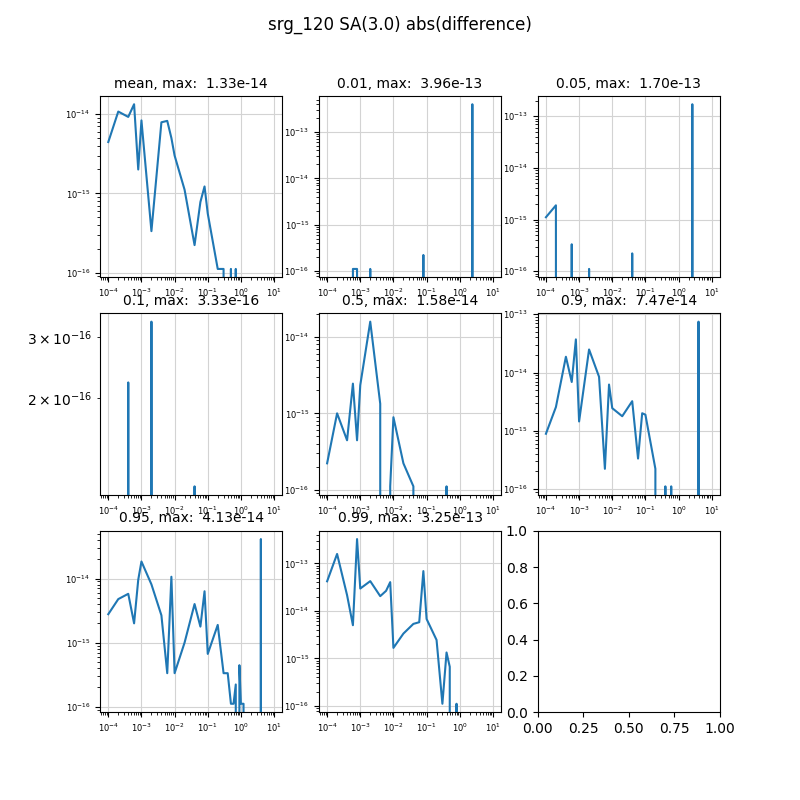 srg_120 SA(3.0) abs(difference)
mean, max:  1.33e-14
0.01, max:  3.96e-13
0.05, max:  1.70e-13
10⁻¹⁴
10⁻¹⁵
10⁻¹⁶
10⁻⁴ 10⁻³ 10⁻² 10⁻¹ 10⁰ 10¹
10⁻¹³
10⁻¹⁴
10⁻¹⁵
10⁻¹⁶
10⁻⁴ 10⁻³ 10⁻² 10⁻¹ 10⁰ 10¹
10⁻¹³
10⁻¹⁴
10⁻¹⁵
10⁻¹⁶
10⁻⁴ 10⁻³ 10⁻² 10⁻¹ 10⁰ 10¹
0.1, max:  3.33e-16
0.5, max:  1.58e-14
0.9, max:  7.47e-14
3 × 10⁻¹⁶
2 × 10⁻¹⁶
10⁻⁴ 10⁻³ 10⁻² 10⁻¹ 10⁰ 10¹
10⁻¹⁴
10⁻¹⁵
10⁻¹⁶
10⁻⁴ 10⁻³ 10⁻² 10⁻¹ 10⁰ 10¹
10⁻¹³
10⁻¹⁴
10⁻¹⁵
10⁻¹⁶
10⁻⁴ 10⁻³ 10⁻² 10⁻¹ 10⁰ 10¹
0.95, max:  4.13e-14
0.99, max:  3.25e-13
10⁻¹⁴
10⁻¹⁵
10⁻¹⁶
10⁻⁴ 10⁻³ 10⁻² 10⁻¹ 10⁰ 10¹
10⁻¹³
10⁻¹⁴
10⁻¹⁵
10⁻¹⁶
10⁻⁴ 10⁻³ 10⁻² 10⁻¹ 10⁰ 10¹
1.0
0.8
0.6
0.4
0.2
0.0
0.00 0.25 0.50 0.75 1.00